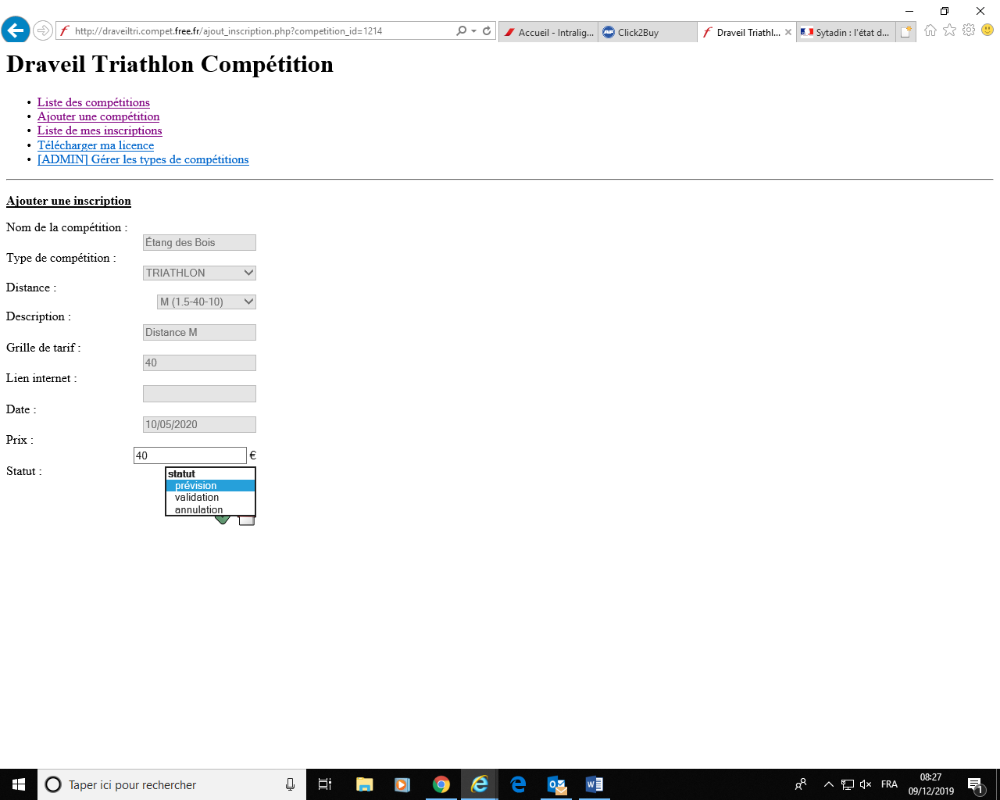 http://draveiltri.compet.free.fr/ajout_inscription.php?competition_id=1214
Accueil - Intralig...
Click2Buy
Draveil Triathl...
Sytadin : l'état d...
Draveil Triathlon Compétition
• Liste des compétitions
• Ajouter une compétition
• Liste de mes inscriptions
• Télécharger ma licence
• [ADMIN] Gérer les types de compétitions
Ajouter une inscription
Nom de la compétition :
Étang des Bois
Type de compétition :
TRIATHLON
Distance :
M (1.5-40-10)
Description :
Distance M
Grille de tarif :
40
Lien internet :
Date :
10/05/2020
Prix :
40 €
Statut :
statut
prévision
validation
annulation
Taper ici pour rechercher
FRA
08:27
09/12/2019
1